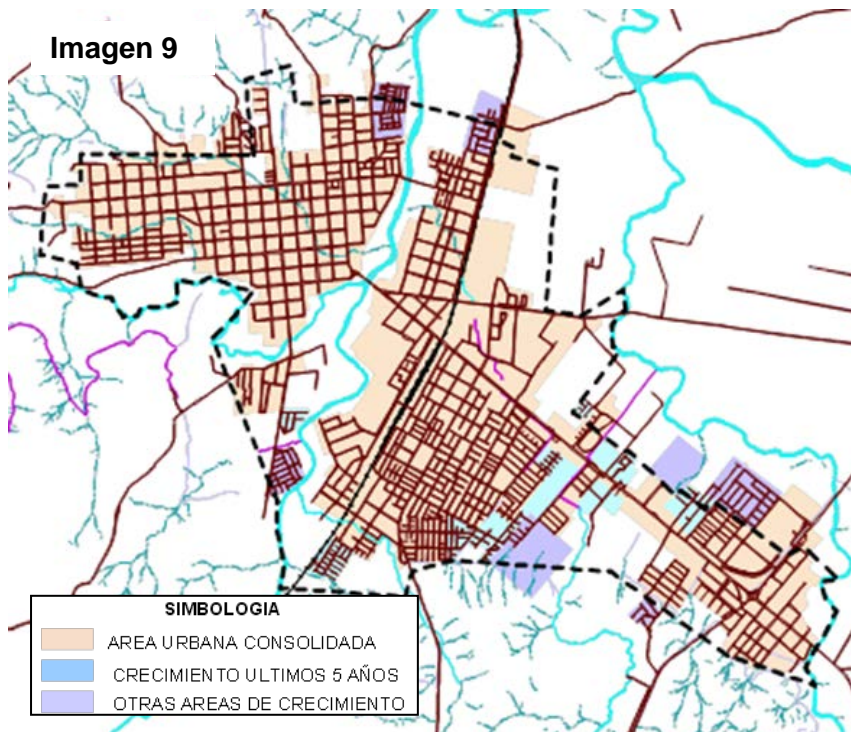 Imagen 9
SIMBOLOGIA
AREA URBANA CONSOLIDADA
CRECIMIENTO ULTIMOS 5 AÑOS
OTRAS AREAS DE CRECIMIENTO